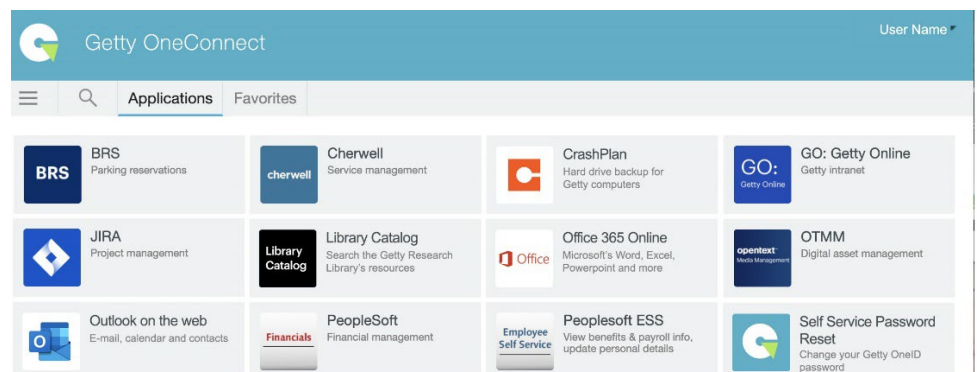 Getty OneConnect
User Name
Applications
Favorites
BRS
BRS
Parking reservations
cherwell
Cherwell
Service management
CrashPlan
Hard drive backup for
Getty computers
GO:
Getty Online
GO: Getty Online
Getty intranet
JIRA
Project management
Library
Catalog
Library Catalog
Search the Getty Research
Library's resources
Office
Office 365 Online
Microsoft's Word, Excel,
Powerpoint and more
opentext
Media Management
OTMM
Digital asset management
O
Outlook on the web
E-mail, calendar and contacts
Financials
PeopleSoft
Financial management
Employee
Self Service
Peoplesoft ESS
View benefits & payroll info,
update personal details
Self Service Password
Reset
Change your Getty OneID
password